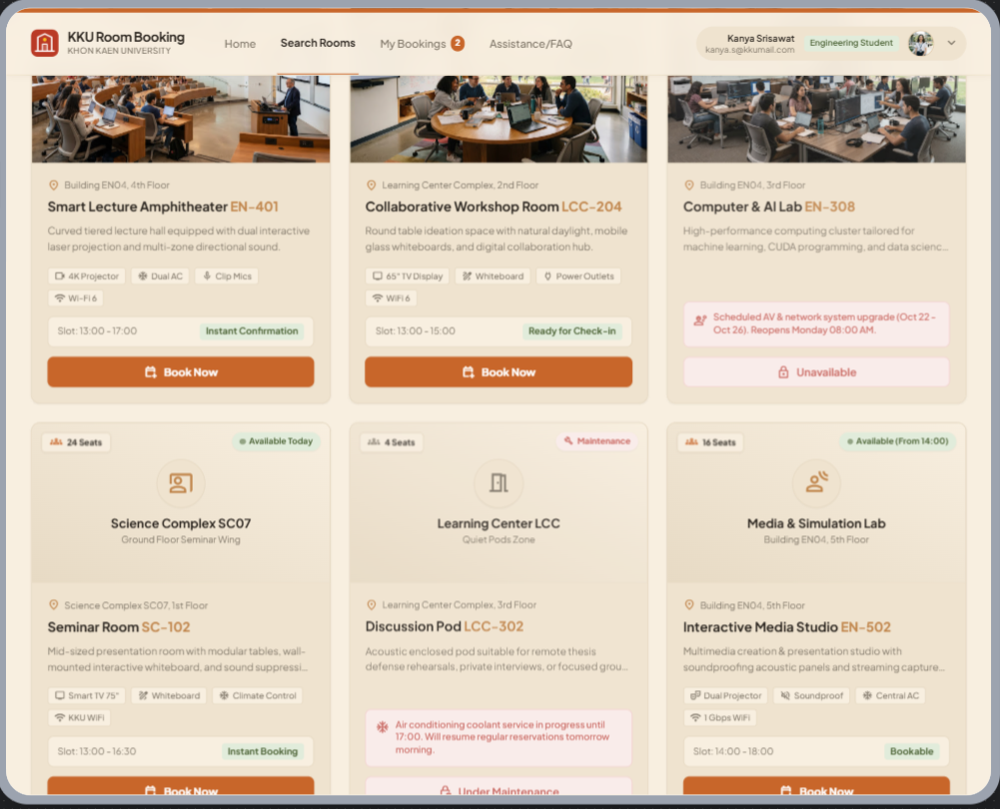 KKU Room Booking
KHON KAEN UNIVERSITY
Home
Search Rooms
My Bookings 2
Assistance/FAQ
Kanya Srisawat
kanya.s@kkumail.com
Engineering Student
Building EN04, 4th Floor
Smart Lecture Amphitheater EN-401
Curved tiered lecture hall equipped with dual interactive
laser projection and multi-zone directional sound.
4K Projector
Dual AC
Clip Mics
Wi-Fi 6
Slot: 13:00 - 17:00
Instant Confirmation
Book Now
Learning Center Complex, 2nd Floor
Collaborative Workshop Room LCC-204
Round table ideation space with natural daylight, mobile
glass whiteboards, and digital collaboration hub.
65" TV Display
Whiteboard
Power Outlets
WiFi 6
Slot: 13:00 - 15:00
Ready for Check-in
Book Now
Building EN04, 3rd Floor
Computer & AI Lab EN-308
High-performance computing cluster tailored for
machine learning, CUDA programming, and data scienc...
Scheduled AV & network system upgrade (Oct 22 -
Oct 26). Reopens Monday 08:00 AM.
Unavailable
24 Seats
Available Today
Science Complex SC07
Ground Floor Seminar Wing
Science Complex SC07, 1st Floor
Seminar Room SC-102
Mid-sized presentation room with modular tables, wall-
mounted interactive whiteboard, and sound suppressi...
Smart TV 75"
Whiteboard
Climate Control
KKU WiFi
Slot: 13:00 - 16:30
Instant Booking
Book Now
4 Seats
Maintenance
Learning Center LCC
Quiet Pods Zone
Learning Center Complex, 3rd Floor
Discussion Pod LCC-302
Acoustic enclosed pod suitable for remote thesis
defense rehearsals, private interviews, or focused grou...
Air conditioning coolant service in progress until
17:00. Will resume regular reservations tomorrow
morning.
Under Maintenance
16 Seats
Available (From 14:00)
Media & Simulation Lab
Building EN04, 5th Floor
Building EN04, 5th Floor
Interactive Media Studio EN-502
Multimedia creation & presentation studio with
soundproofing acoustic panels and streaming capture...
Dual Projector
Soundproof
Central AC
1 Gbps WiFi
Slot: 14:00 - 18:00
Bookable
Book Now